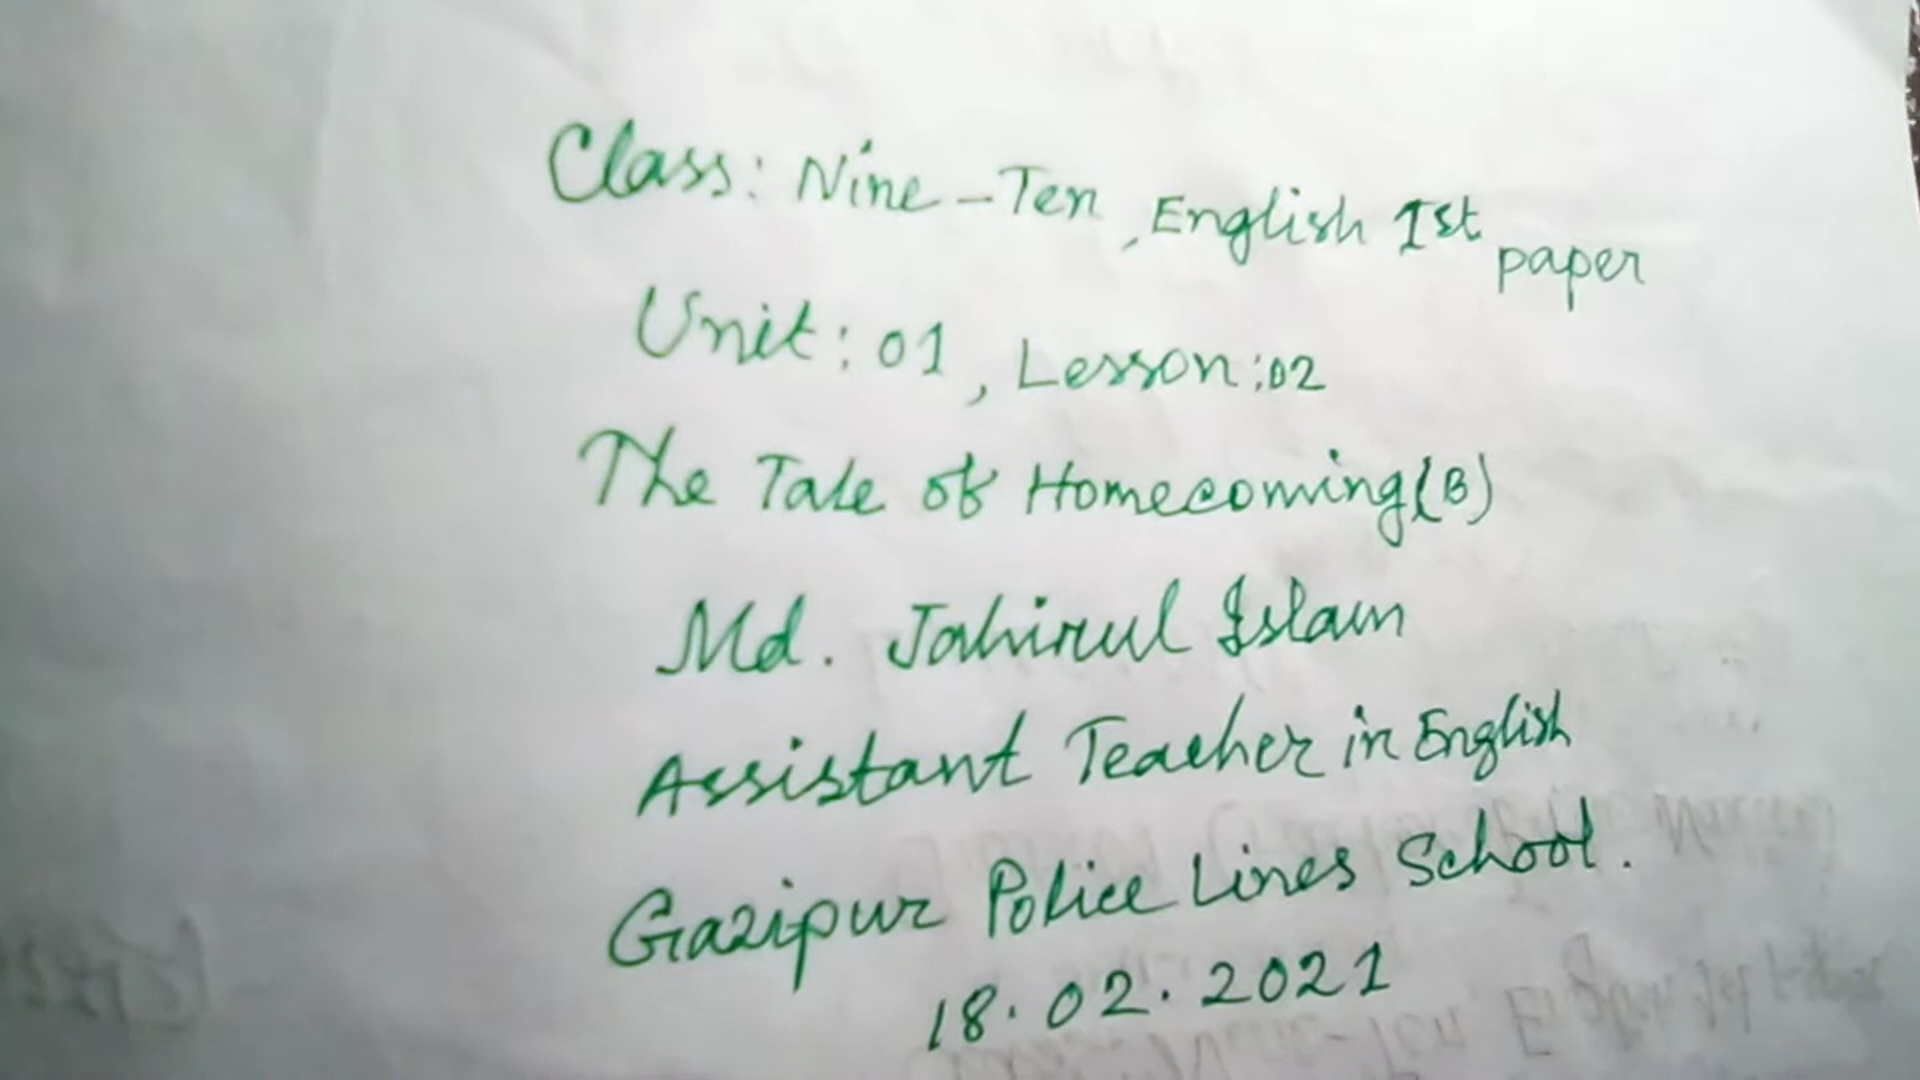 Class: Nine-Ten, English 1st paper
Unit: 01, Lesson: 02
The Tale of Homecoming(B)
Md. Jahirul Islam
Assistant Teacher in English
Gazipur Police Lines School.
18.02.2021